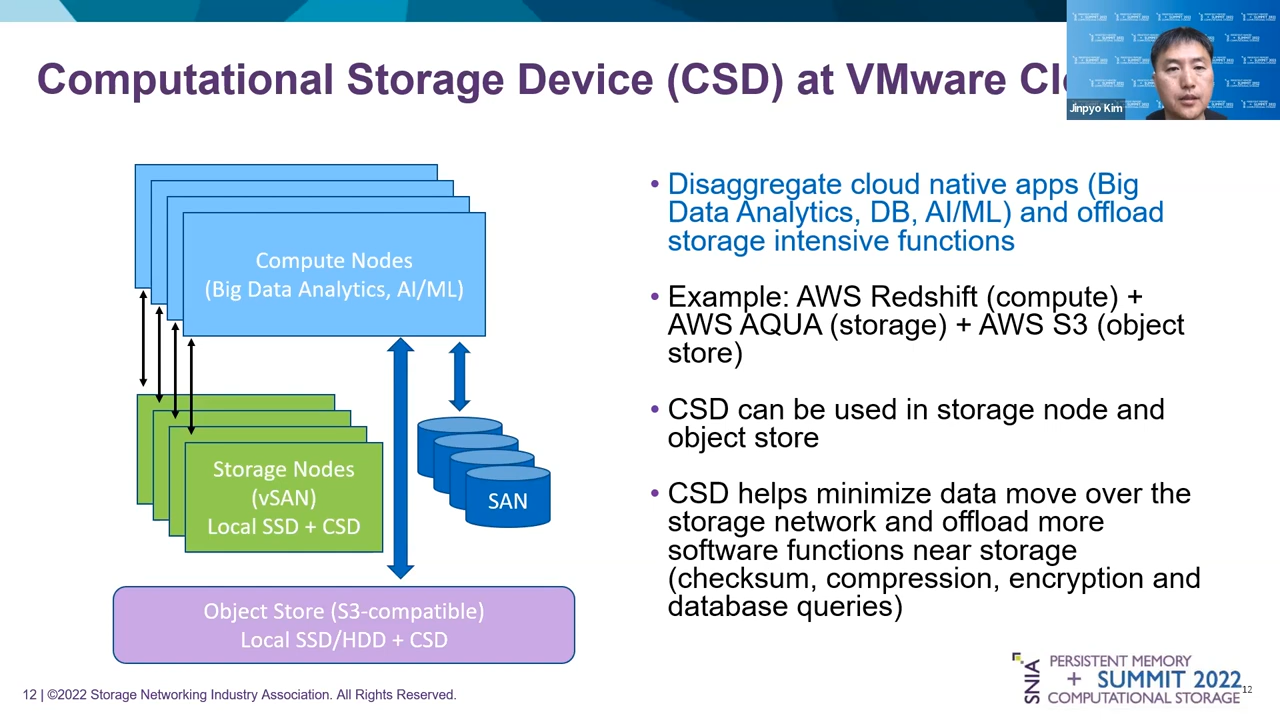 Computational Storage Device (CSD) at VMware Clo
Jinpyo Kim
Compute Nodes
(Big Data Analytics, AI/ML)
Storage Nodes
(vSAN)
Local SSD + CSD
SAN
Object Store (S3-compatible)
Local SSD/HDD + CSD
• Disaggregate cloud native apps (Big
Data Analytics, DB, AI/ML) and offload
storage intensive functions
• Example: AWS Redshift (compute) +
AWS AQUA (storage) + AWS S3 (object
store)
• CSD can be used in storage node and
object store
• CSD helps minimize data move over the
storage network and offload more
software functions near storage
(checksum, compression, encryption and
database queries)
12 | ©2022 Storage Networking Industry Association. All Rights Reserved.
SNIA
PERSISTENT MEMORY
+ SUMMIT 2022
COMPUTATIONAL STORAGE
12